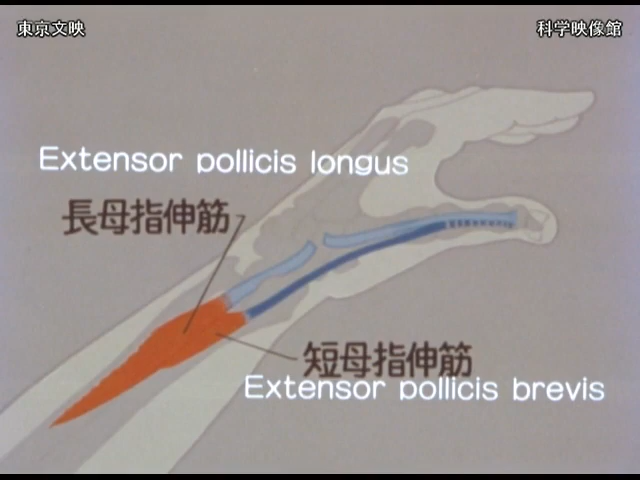 東京文映
科学映像館
Extensor pollicis longus
長母指伸筋
短母指伸筋
Extensor pollicis brevis